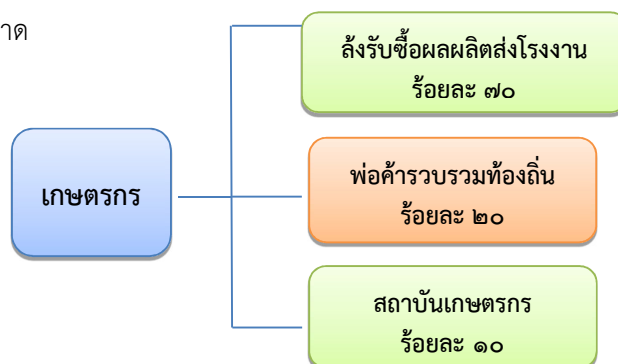 าด
ล้งรับซื้อผลผลิตส่งโรงงาน
ร้อยละ ๗๐
เกษตรกร
พ่อค้ารวบรวมท้องถิ่น
ร้อยละ ๒๐
สถาบันเกษตรกร
ร้อยละ ๑๐